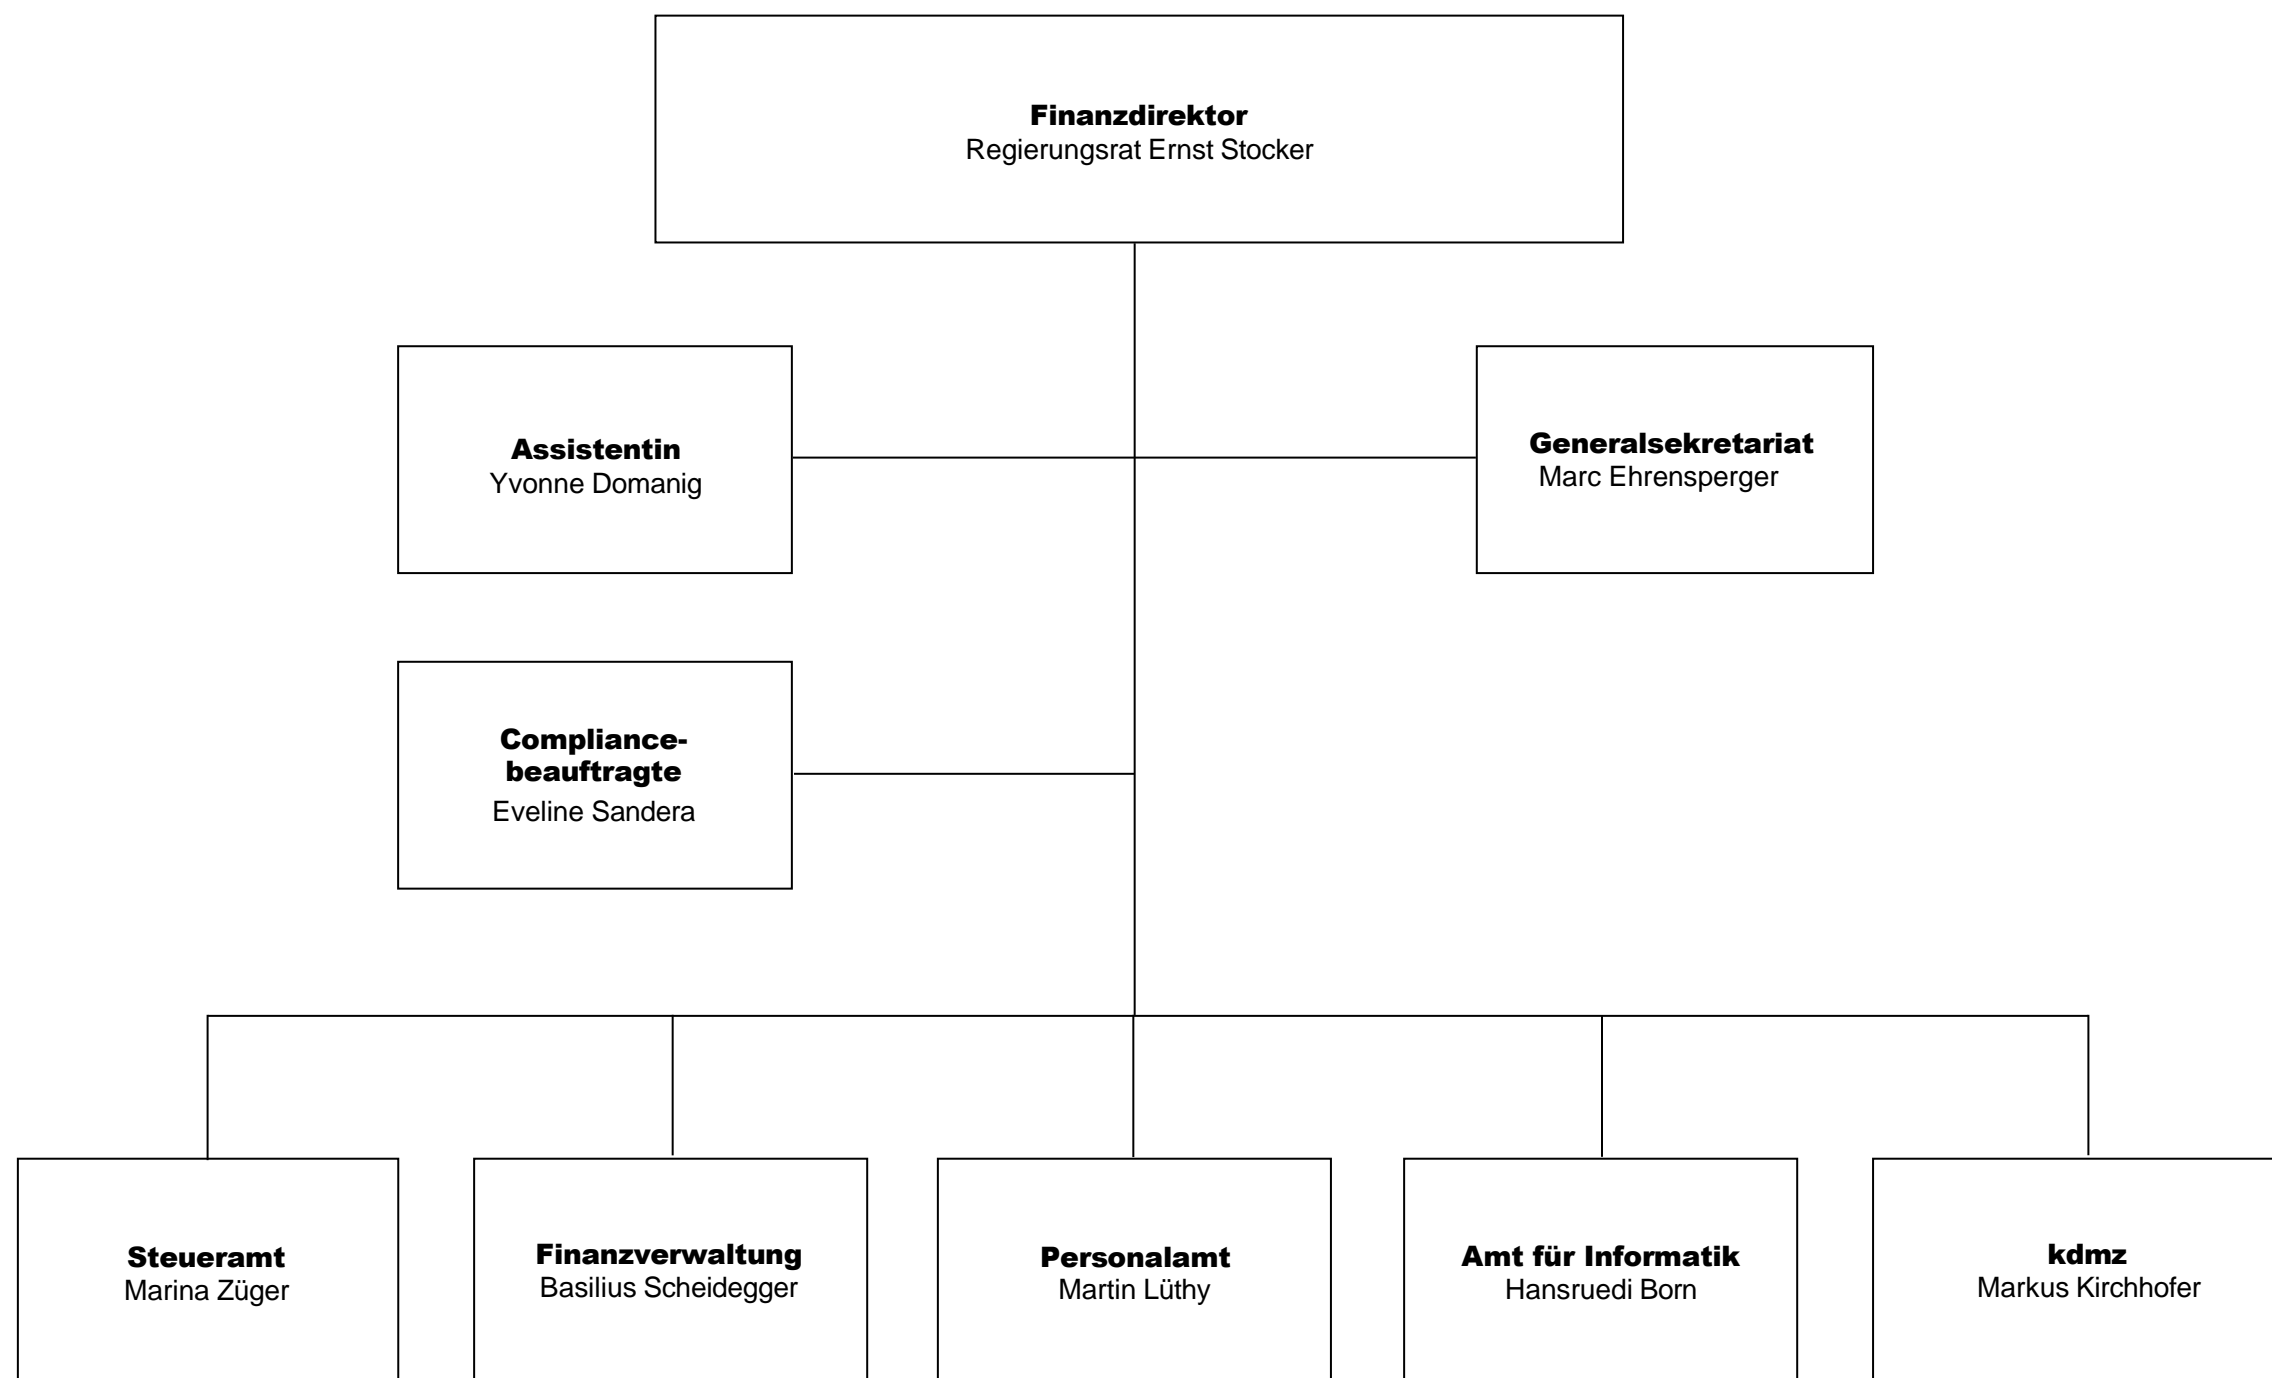 Finanzdirektor
Regierungsrat Ernst Stocker
Assistentin
Yvonne Domanig
Generalsekretariat
Marc Ehrensperger
Compliance-
beauftragte
Eveline Sandera
Steueramt
Marina Züger
Finanzverwaltung
Basilius Scheidegger
Personalamt
Martin Lüthy
Amt für Informatik
Hansruedi Born
kdmz
Markus Kirchhofer